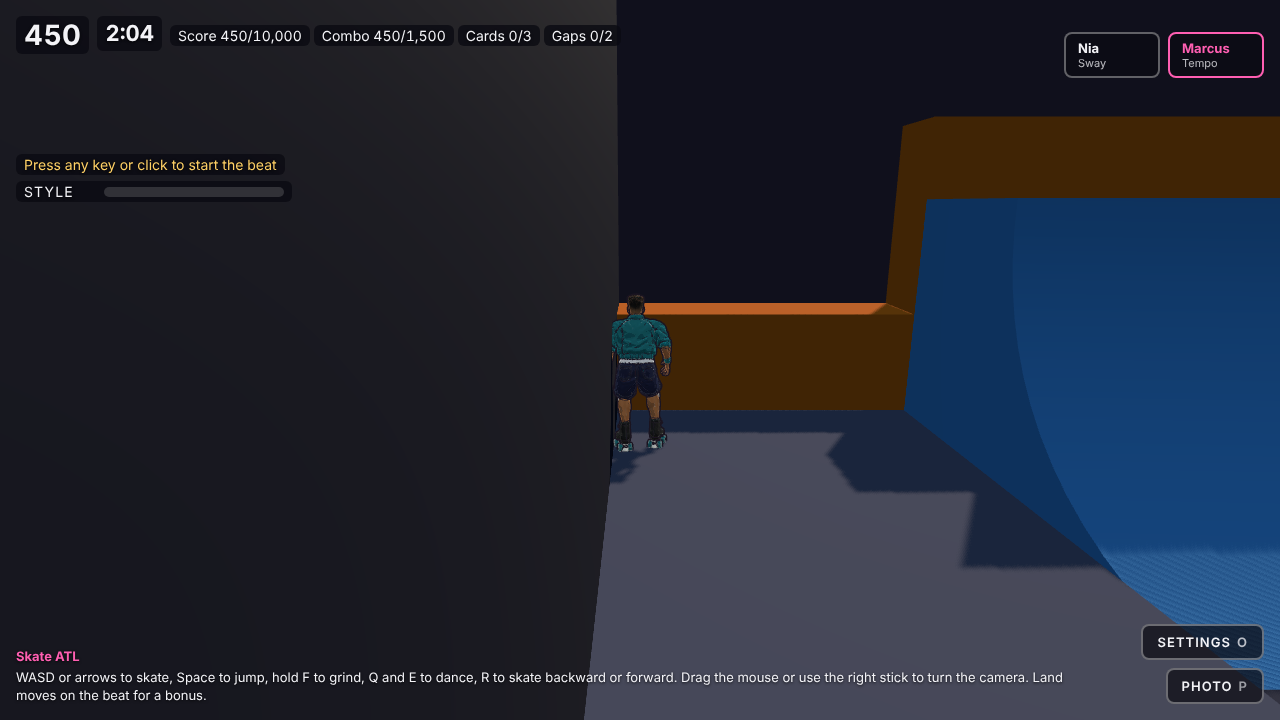 450
2:04
Score 450/10,000
Combo 450/1,500
Cards 0/3
Gaps 0/2
Nia
Sway
Marcus
Tempo
Press any key or click to start the beat
STYLE
Skate ATL
WASD or arrows to skate, Space to jump, hold F to grind, Q and E to dance, R to skate backward or forward. Drag the mouse or use the right stick to turn the camera. Land
moves on the beat for a bonus.
SETTINGS O
PHOTO P